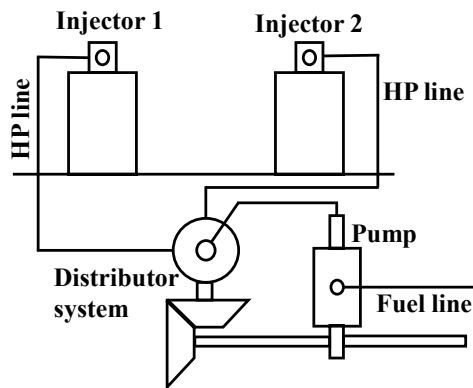 Injector 1
Injector 2
HP line
HP line
Pump
Distributor
system
Fuel line